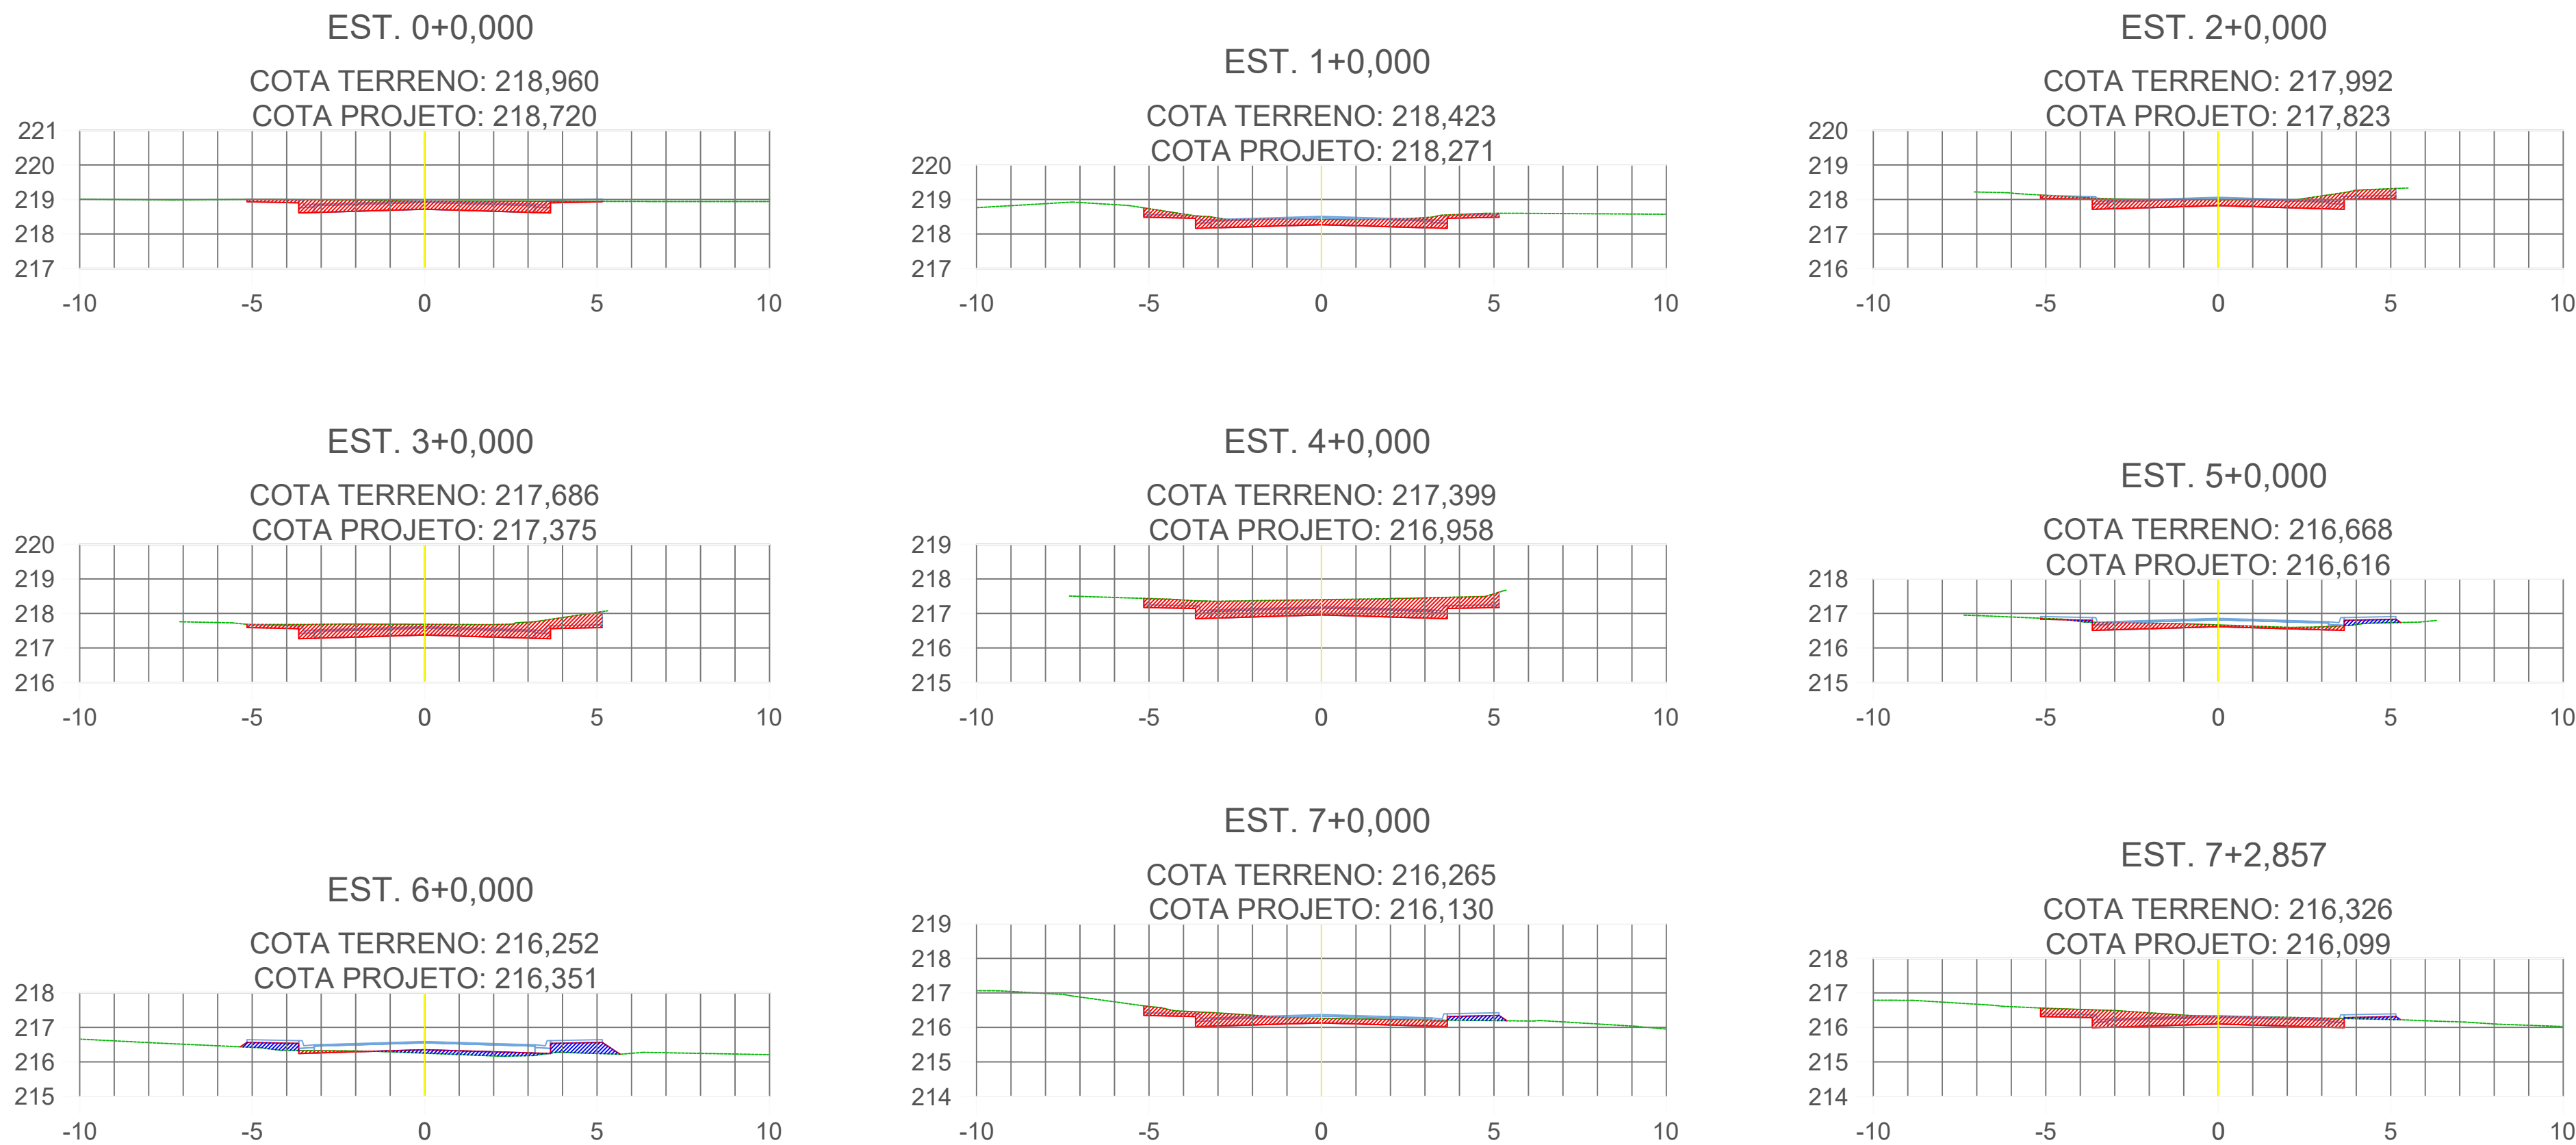 EST. 0+0,000
COTA TERRENO: 218,960
COTA PROJETO: 218,720
221
220
219
218
217
-10 -5 0 5 10
EST. 1+0,000
COTA TERRENO: 218,423
COTA PROJETO: 218,271
220
219
218
217
-10 -5 0 5 10
EST. 2+0,000
COTA TERRENO: 217,992
COTA PROJETO: 217,823
220
219
218
217
216
-10 -5 0 5 10
EST. 3+0,000
COTA TERRENO: 217,686
COTA PROJETO: 217,375
220
219
218
217
216
-10 -5 0 5 10
EST. 4+0,000
COTA TERRENO: 217,399
COTA PROJETO: 216,958
219
218
217
216
215
-10 -5 0 5 10
EST. 5+0,000
COTA TERRENO: 216,668
COTA PROJETO: 216,616
218
217
216
215
-10 -5 0 5 10
EST. 6+0,000
COTA TERRENO: 216,252
COTA PROJETO: 216,351
218
217
216
215
-10 -5 0 5 10
EST. 7+0,000
COTA TERRENO: 216,265
COTA PROJETO: 216,130
219
218
217
216
215
214
-10 -5 0 5 10
EST. 7+2,857
COTA TERRENO: 216,326
COTA PROJETO: 216,099
218
217
216
215
214
-10 -5 0 5 10